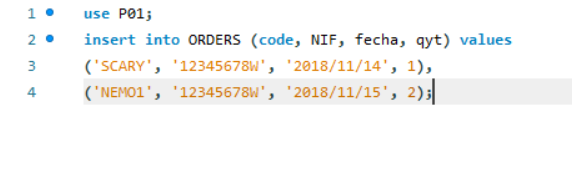 1 use P01;
2 insert into ORDERS (code, NIF, fecha, qyt) values
3 ('SCARY', '12345678W', '2018/11/14', 1),
4 ('NEMO1', '12345678W', '2018/11/15', 2);